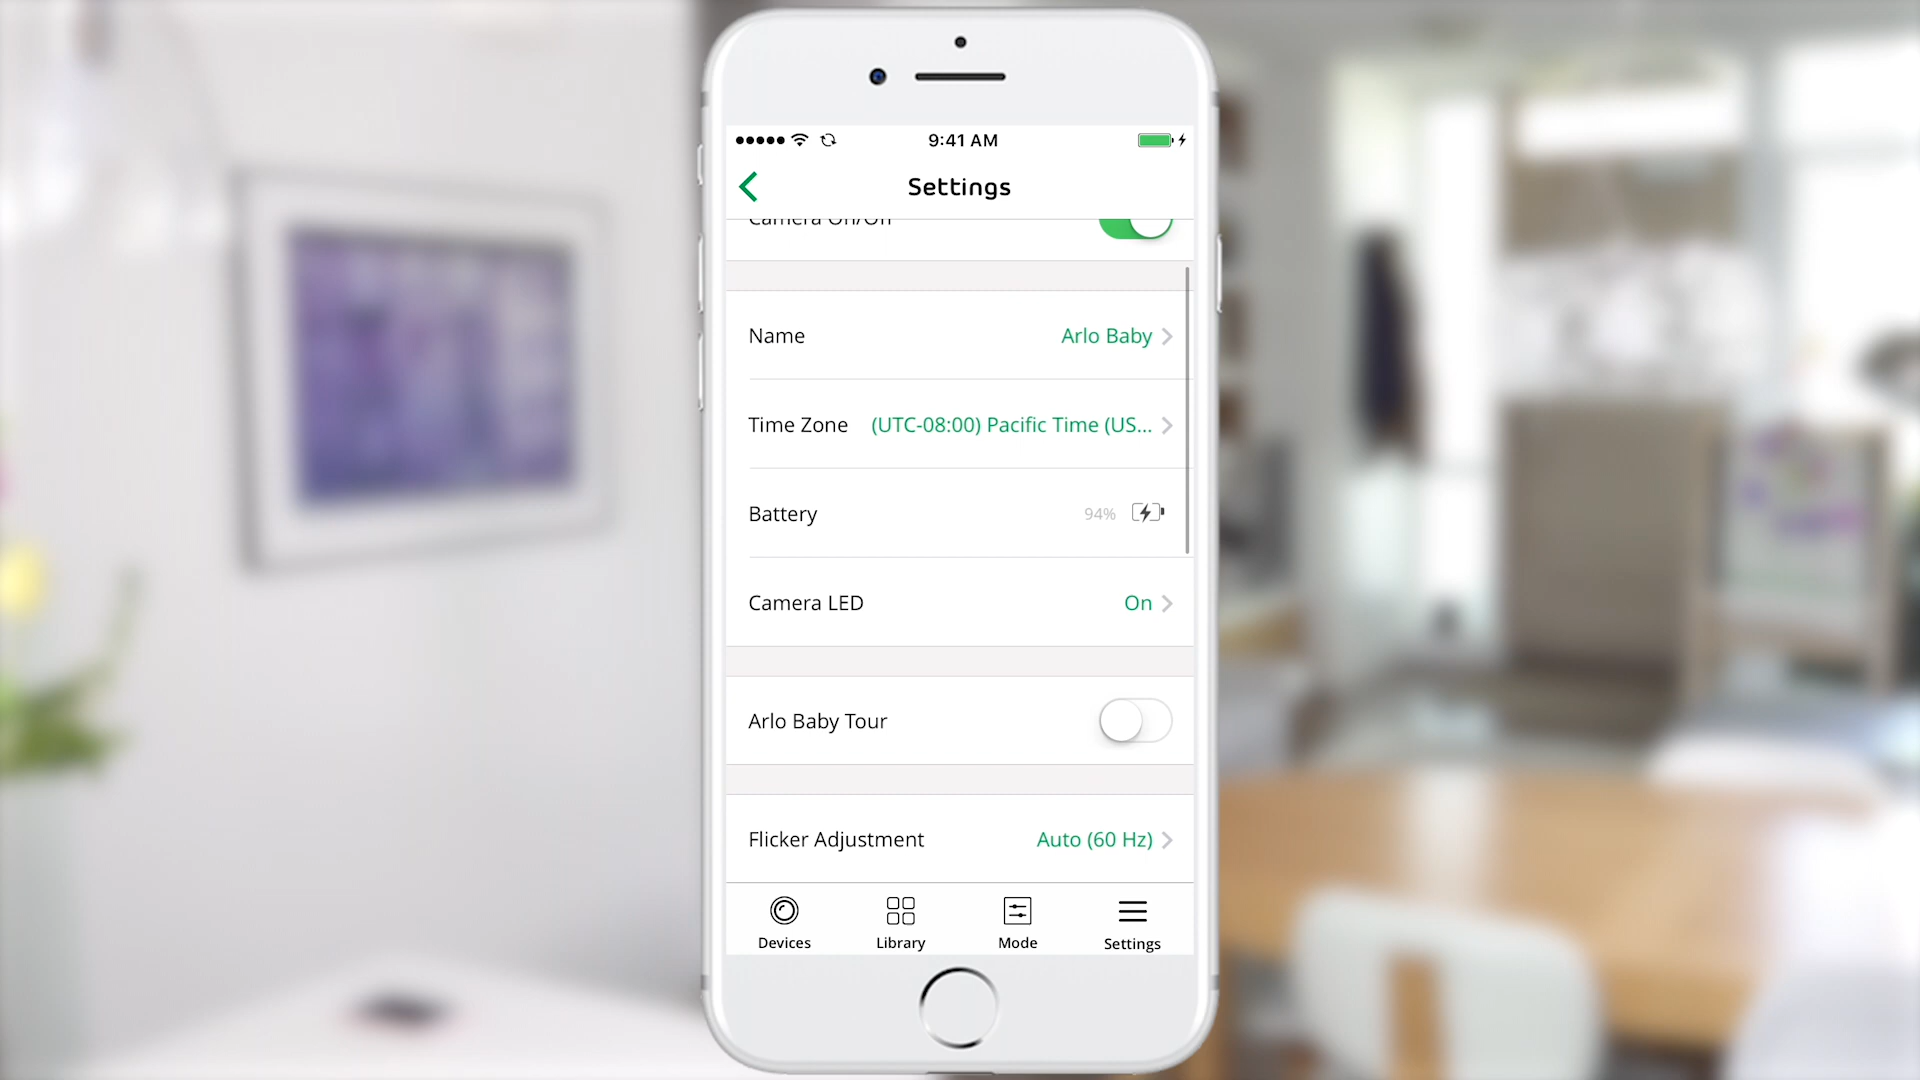 9:41 AM
Settings
Camera On/Off
Name Arlo Baby
Time Zone (UTC-08:00) Pacific Time (US...
Battery 94%
Camera LED On
Arlo Baby Tour
Flicker Adjustment Auto (60 Hz)
Devices Library Mode Settings